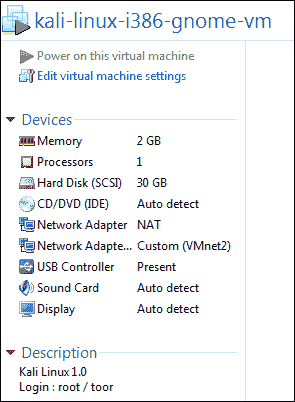 kali-linux-i386-gnome-vm
Power on this virtual machine
Edit virtual machine settings
Devices
Memory 2 GB
Processors 1
Hard Disk (SCSI) 30 GB
CD/DVD (IDE) Auto detect
Network Adapter NAT
Network Adapte... Custom (VMnet2)
USB Controller Present
Sound Card Auto detect
Display Auto detect
Description
Kali Linux 1.0
Login : root / toor